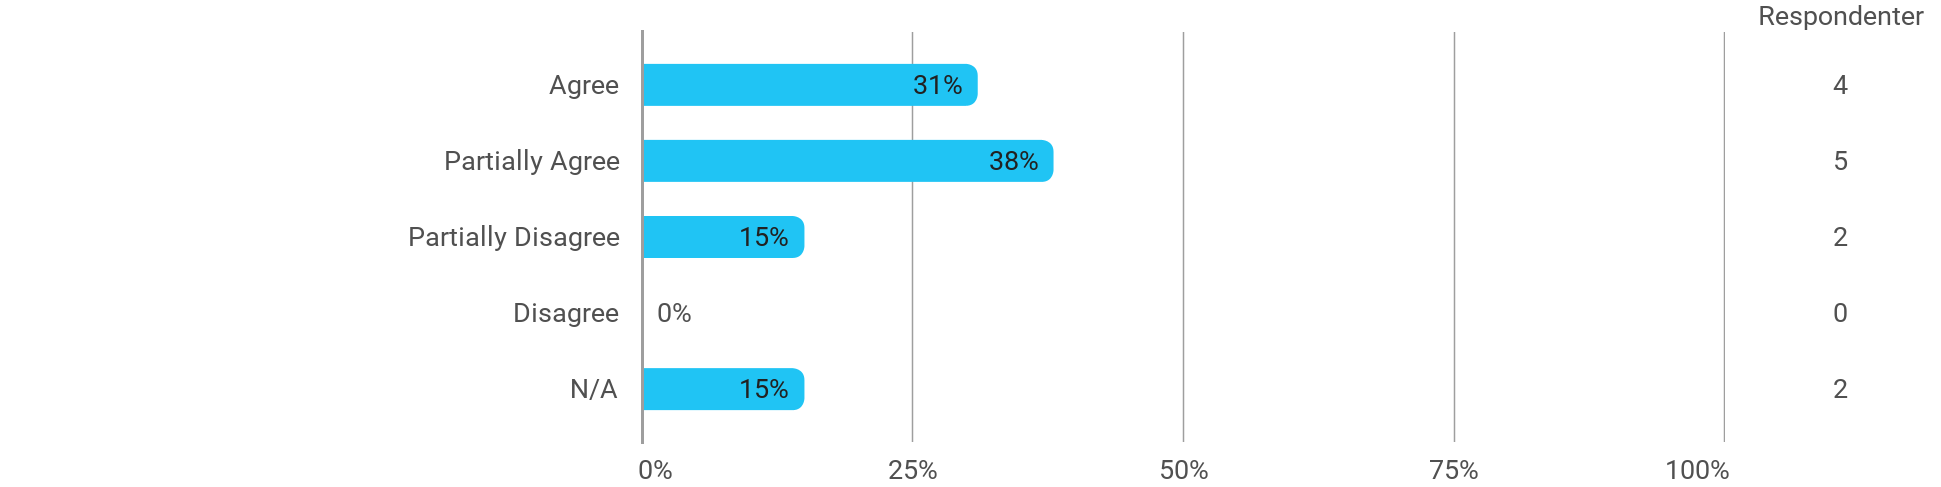 Respondenter
Agree 31% 4
Partially Agree 38% 5
Partially Disagree 15% 2
Disagree 0% 0
N/A 15% 2
0% 25% 50% 75% 100%